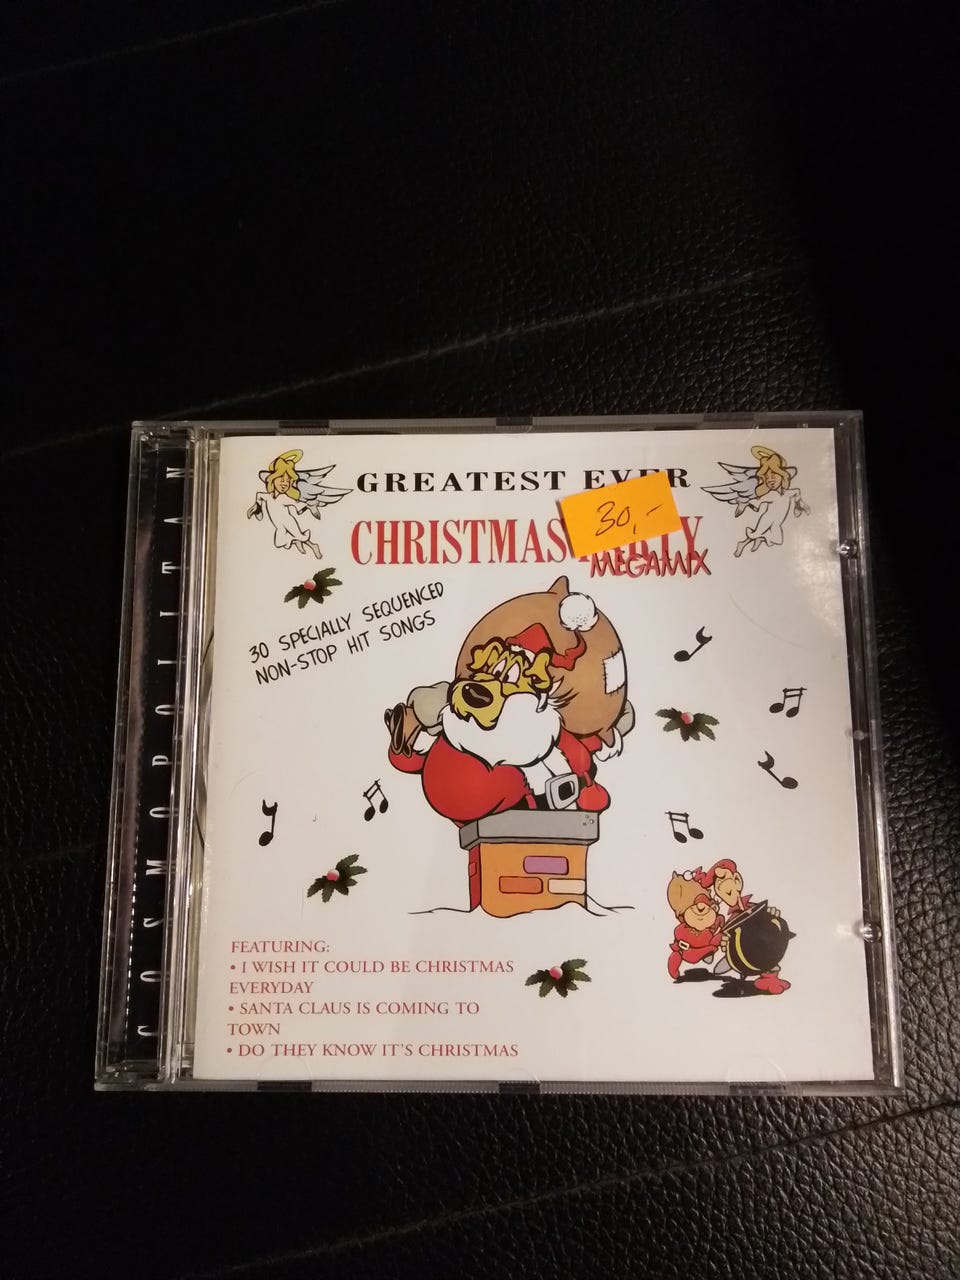 GREATEST EVER
30,-
CHRISTMAS PARTY
MEGAMIX
30 SPECIALLY SEQUENCED
NON-STOP HIT SONGS
COSMOPOLITAN
FEATURING:
• I WISH IT COULD BE CHRISTMAS
EVERYDAY
• SANTA CLAUS IS COMING TO
TOWN
• DO THEY KNOW IT'S CHRISTMAS